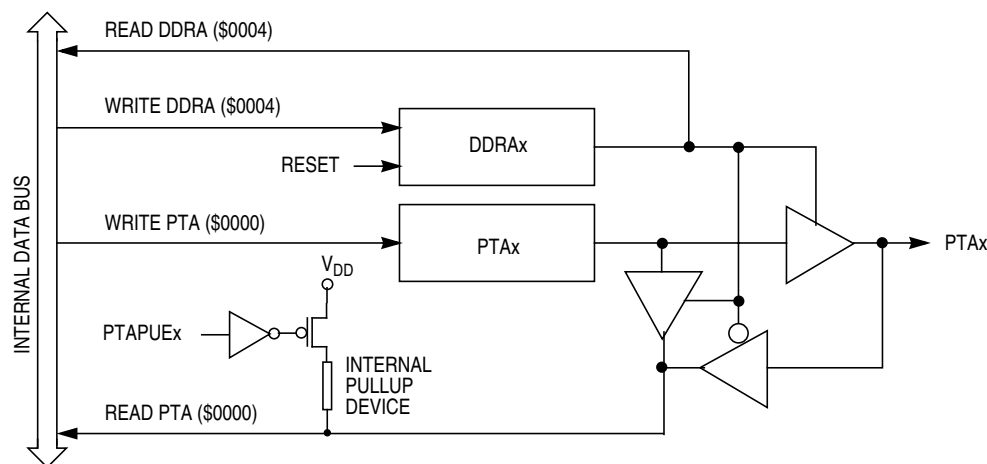 READ DDRA ($0004)
WRITE DDRA ($0004)
DDRAx
RESET
INTERNAL DATA BUS
WRITE PTA ($0000)
PTAx
PTAx
VDD
PTAPUEx
INTERNAL
PULLUP
DEVICE
READ PTA ($0000)